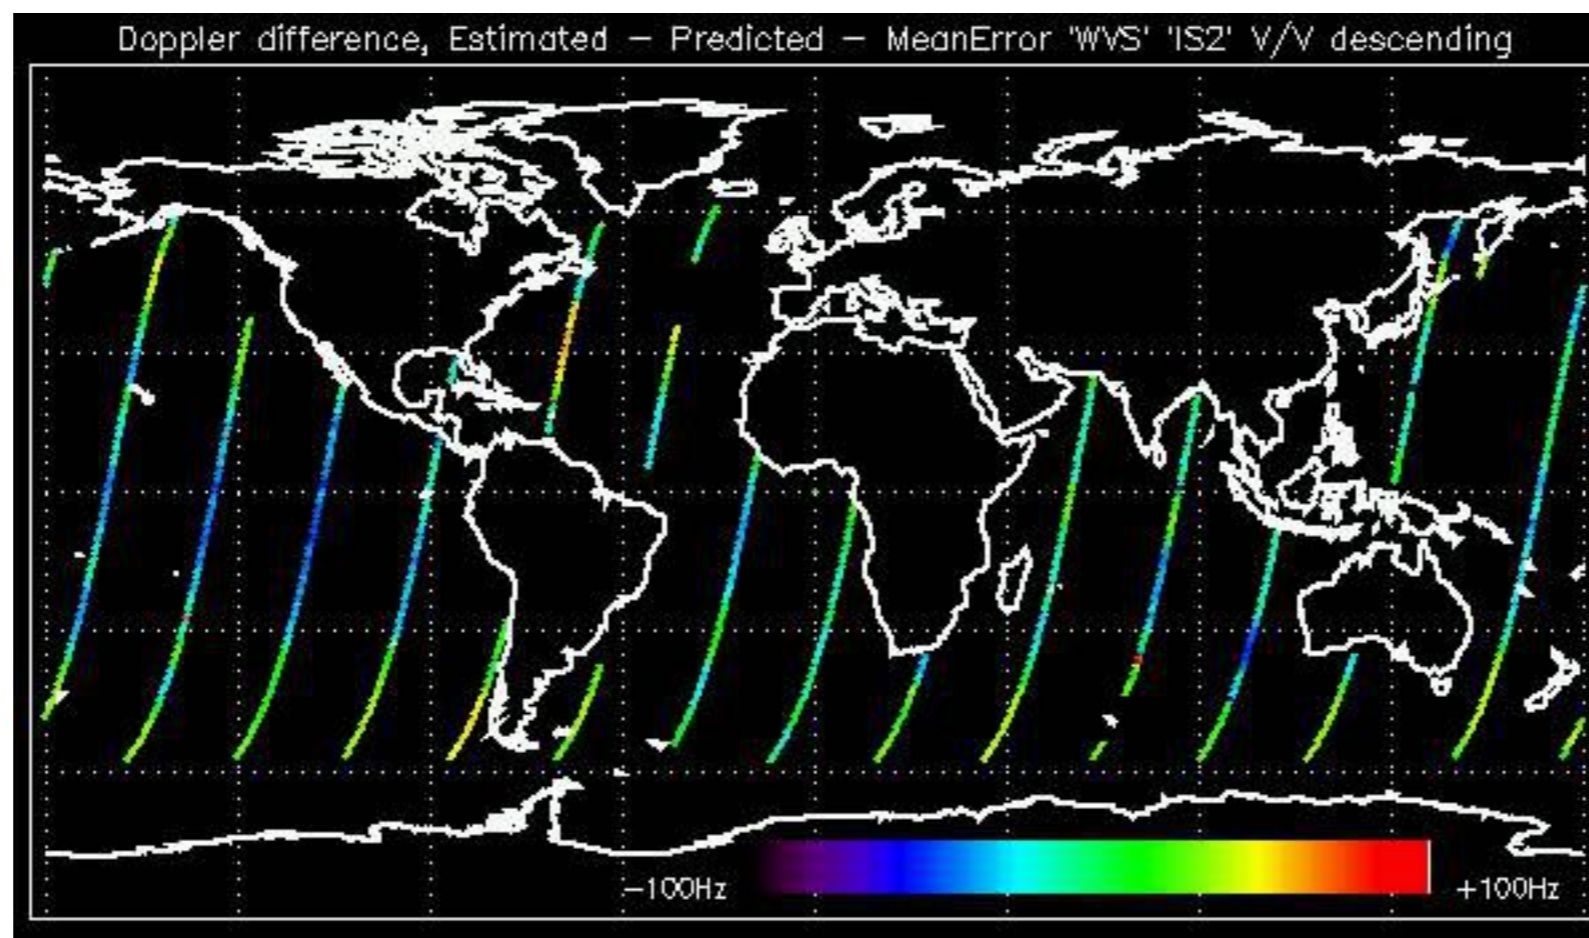 Doppler difference, Estimated – Predicted – MeanError 'WVS' 'IS2' V/V descending
–100Hz
+100Hz